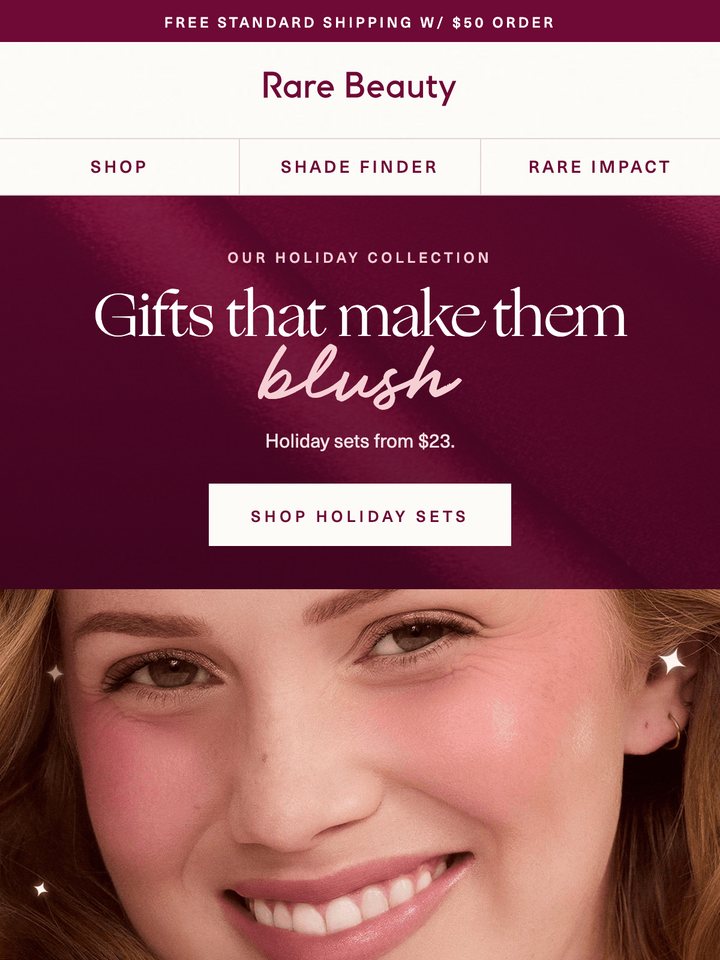 FREE STANDARD SHIPPING W/ $50 ORDER
Rare Beauty
SHOP
SHADE FINDER
RARE IMPACT
OUR HOLIDAY COLLECTION
Gifts that make them
blush
Holiday sets from $23.
SHOP HOLIDAY SETS